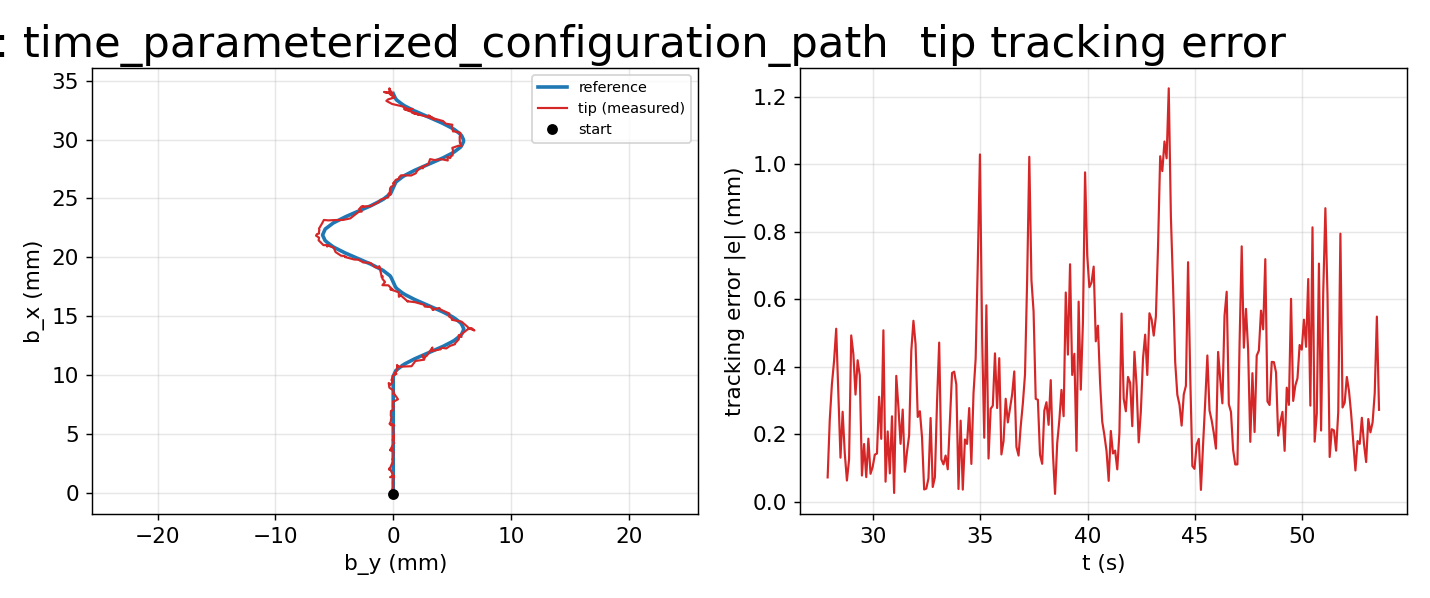 : time_parameterized_configuration_path
tip tracking error
35
30
25
20
15
10
5
0
b_x (mm)
−20
−10
0
10
20
b_y (mm)
reference
tip (measured)
start
1.2
1.0
0.8
0.6
0.4
0.2
0.0
tracking error |e| (mm)
30
35
40
45
50
t (s)